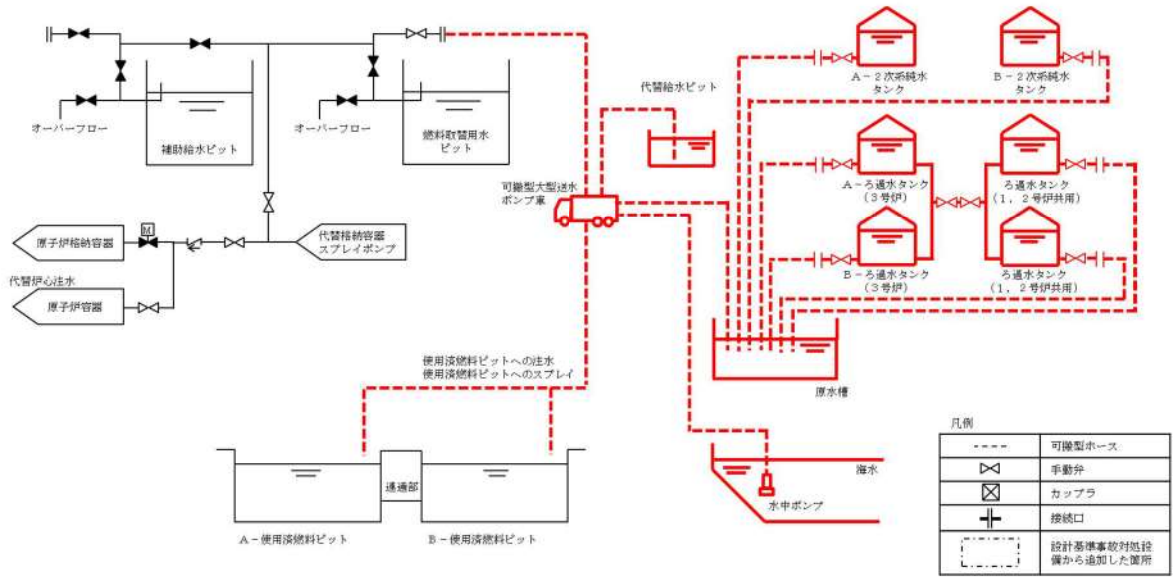 オーバーフロー
補助給水ピット
オーバーフロー
燃料取替用水
ピット
代替給水ピット
可搬型大型送水
ポンプ車
A-2次系純水
タンク
B-2次系純水
タンク
A-ろ過水タンク
(3号炉)
ろ過水タンク
(1,2号炉共用)
B-ろ過水タンク
(3号炉)
ろ過水タンク
(1,2号炉共用)
原子炉格納容器
M
代替格納容器
スプレイポンプ
代替炉心注水
原子炉容器
使用済燃料ピットへの注水
使用済燃料ピットへのスプレイ
原水槽
連通部
A-使用済燃料ピット
B-使用済燃料ピット
海水
水中ポンプ
凡例
可搬型ホース
手動弁
カップラ
接続口
設計基準事故対処設
備から追加した箇所